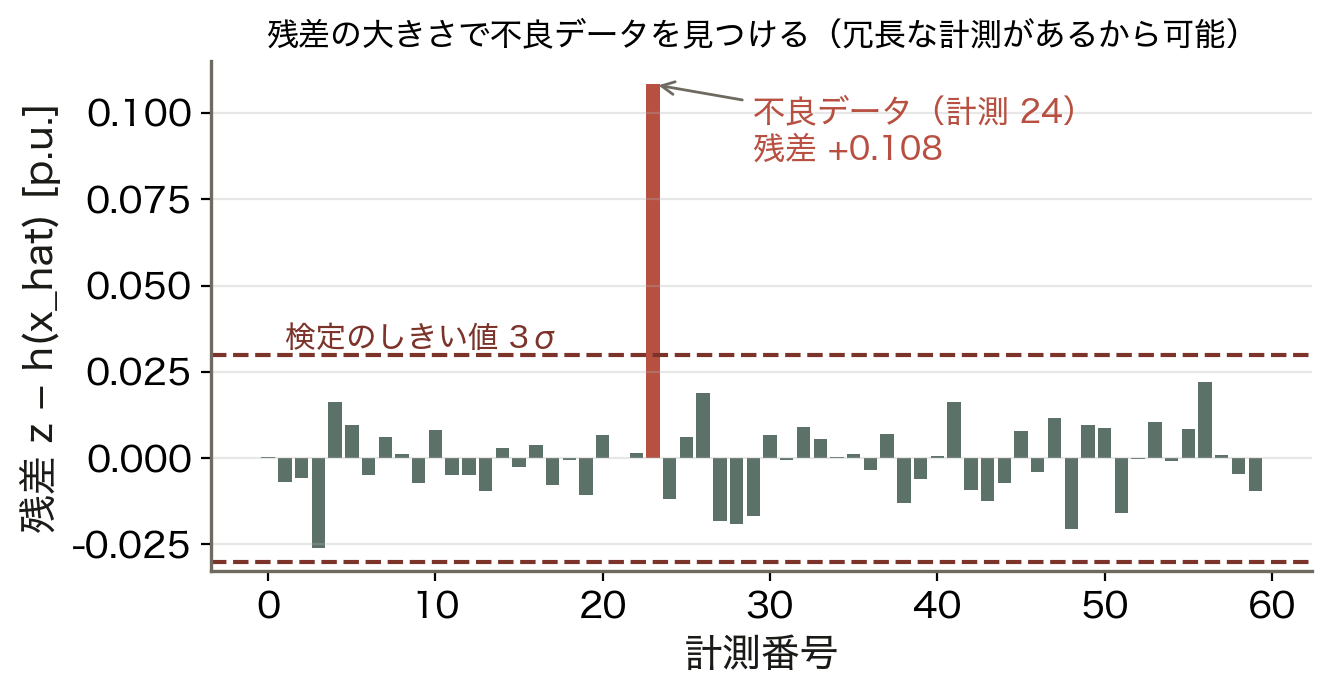 残差の大きさで不良データを見つける（冗長な計測があるから可能）
残差 z − h(x_hat) [p.u.]
0.100
0.075
0.050
0.025
0.000
-0.025
不良データ（計測 24）
残差 +0.108
検定のしきい値 3σ
0 10 20 30 40 50 60
計測番号